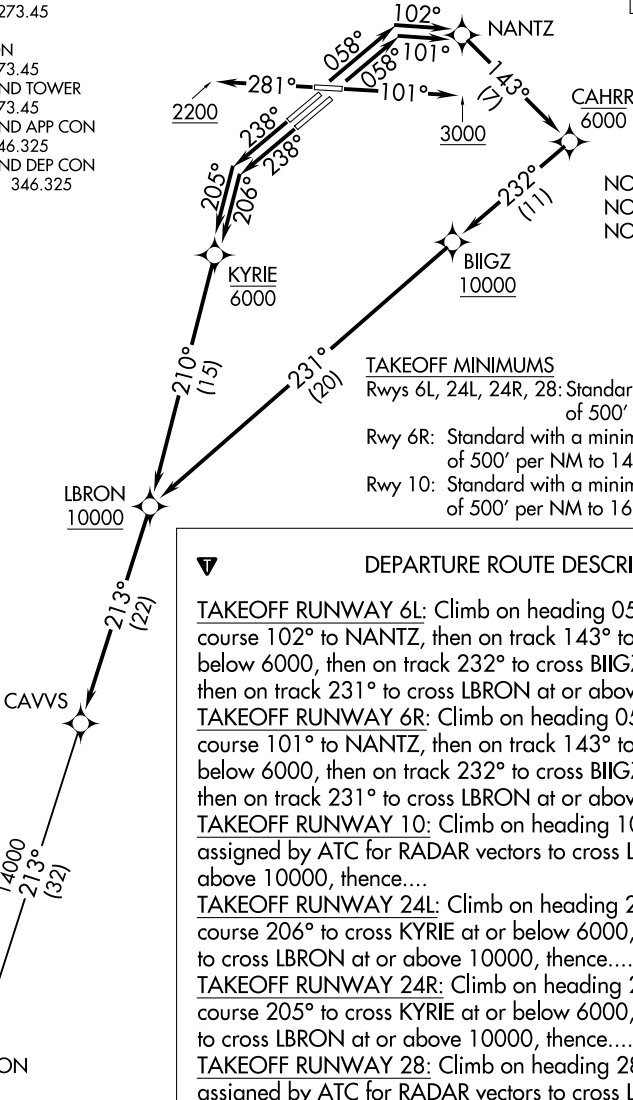 273.45
ON
73.45
ND TOWER
73.45
ND APP CON
46.325
ND DEP CON
346.325
102°
NANTZ
058°
058°
101°
281°
101°
2200
3000
143°
(7)
CAHRR
6000
238°
238°
205°
206°
232°
(11)
NO
NO
NO
KYRIE
6000
BIIGZ
10000
210°
(15)
231°
(20)
TAKEOFF MINIMUMS
Rwys 6L, 24L, 24R, 28: Standar
of 500' 
Rwy 6R: Standard with a minim
of 500' per NM to 14
Rwy 10: Standard with a minim
of 500' per NM to 16
LBRON
10000
213°
(22)
CAVVS
14000
213°
(32)
ON
T
DEPARTURE ROUTE DESCRI
TAKEOFF RUNWAY 6L: Climb on heading 05
course 102° to NANTZ, then on track 143° to
below 6000, then on track 232° to cross BIIGZ
then on track 231° to cross LBRON at or abov
TAKEOFF RUNWAY 6R: Climb on heading 05
course 101° to NANTZ, then on track 143° to
below 6000, then on track 232° to cross BIIGZ
then on track 231° to cross LBRON at or abov
TAKEOFF RUNWAY 10: Climb on heading 10
assigned by ATC for RADAR vectors to cross L
above 10000, thence....
TAKEOFF RUNWAY 24L: Climb on heading 2
course 206° to cross KYRIE at or below 6000,
to cross LBRON at or above 10000, thence....
TAKEOFF RUNWAY 24R: Climb on heading 2
course 205° to cross KYRIE at or below 6000,
to cross LBRON at or above 10000, thence....
TAKEOFF RUNWAY 28: Climb on heading 28
assigned by ATC for RADAR vectors to cross L